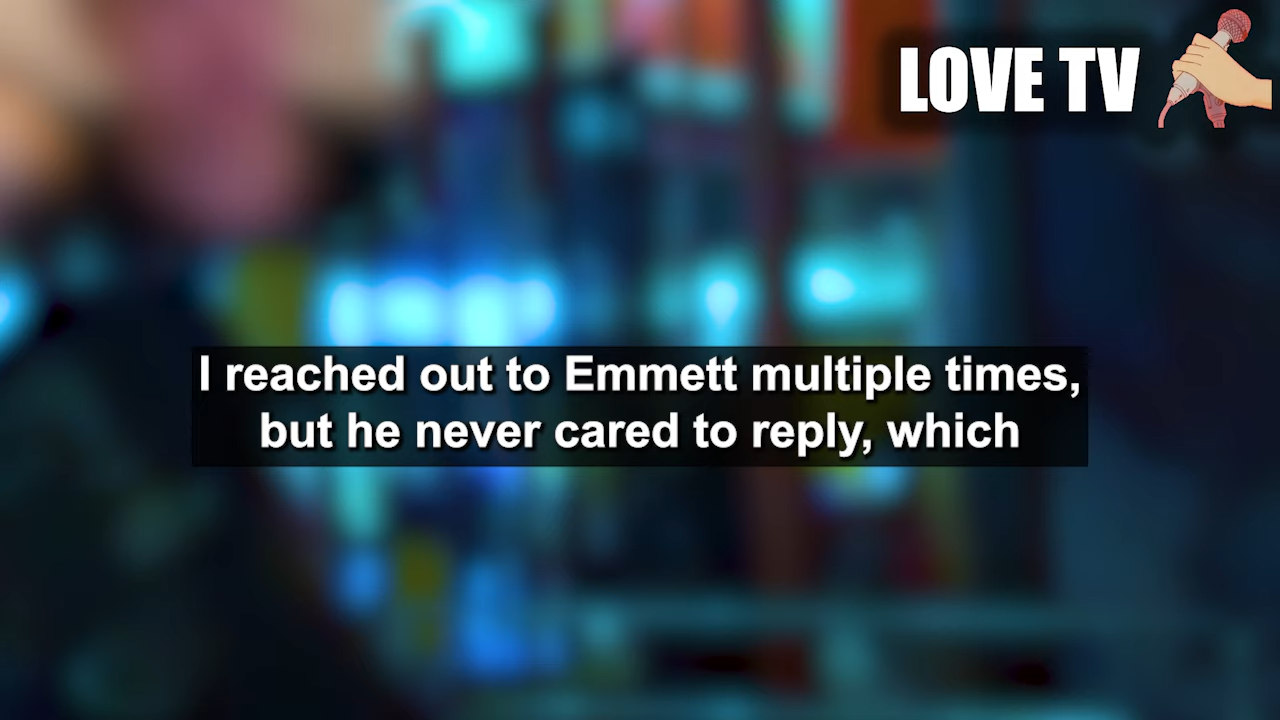 LOVE TV
I reached out to Emmett multiple times,
but he never cared to reply, which